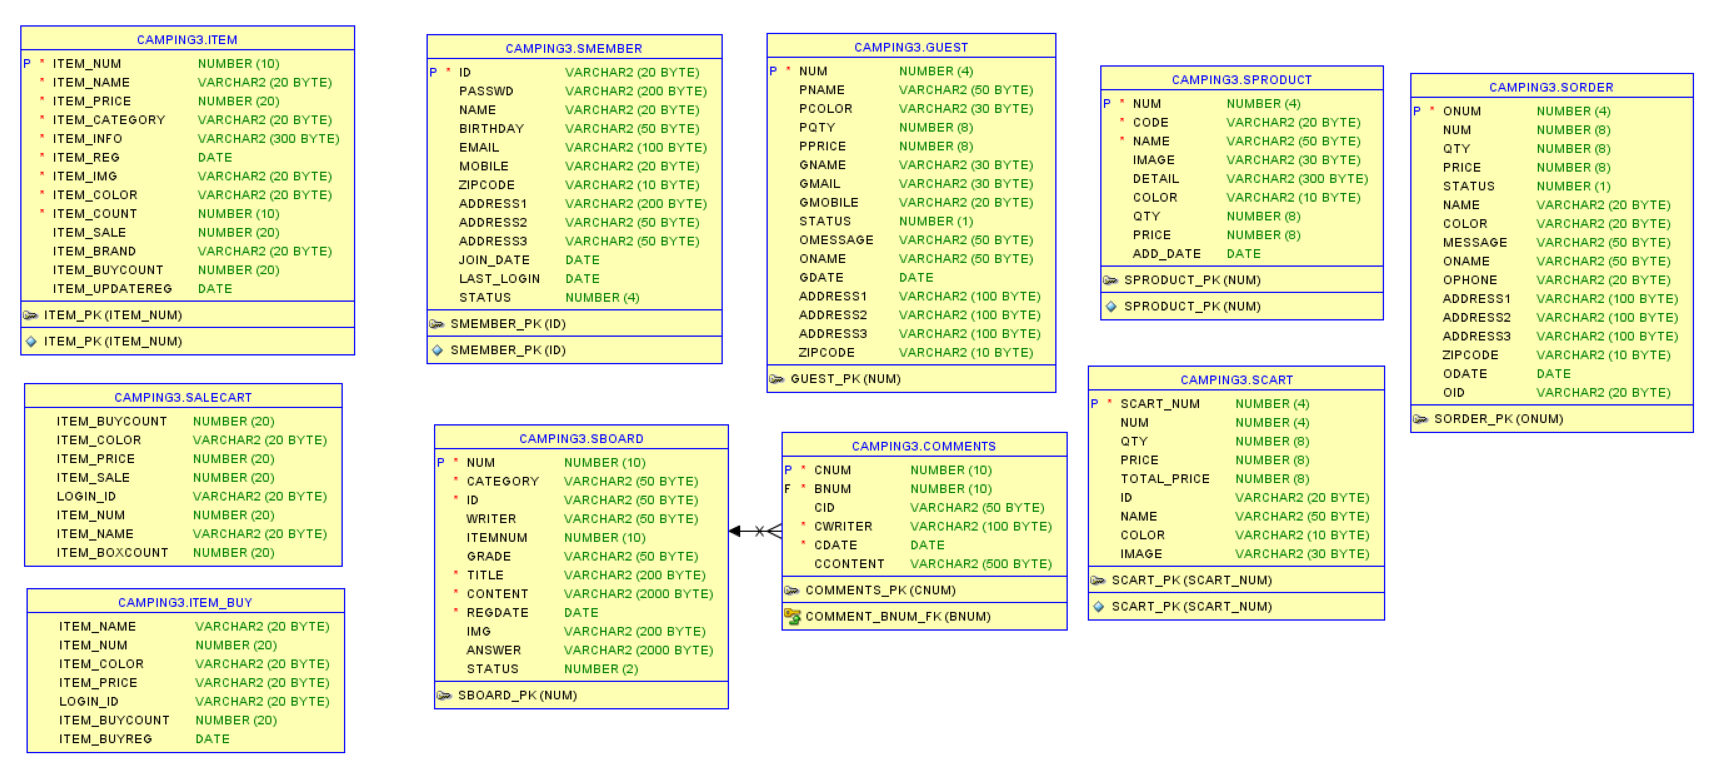 CAMPING3.ITEM
P * ITEM_NUM NUMBER (10)
* ITEM_NAME VARCHAR2 (20 BYTE)
* ITEM_PRICE NUMBER (20)
* ITEM_CATEGORY VARCHAR2 (20 BYTE)
* ITEM_INFO VARCHAR2 (300 BYTE)
* ITEM_REG DATE
* ITEM_IMG VARCHAR2 (20 BYTE)
* ITEM_COLOR VARCHAR2 (20 BYTE)
* ITEM_COUNT NUMBER (10)
ITEM_SALE NUMBER (20)
ITEM_BRAND VARCHAR2 (20 BYTE)
ITEM_BUYCOUNT NUMBER (20)
ITEM_UPDATEREG DATE
ITEM_PK (ITEM_NUM)
ITEM_PK (ITEM_NUM)
CAMPING3.SALECART
ITEM_BUYCOUNT NUMBER (20)
ITEM_COLOR VARCHAR2 (20 BYTE)
ITEM_PRICE NUMBER (20)
ITEM_SALE NUMBER (20)
LOGIN_ID VARCHAR2 (20 BYTE)
ITEM_NUM NUMBER (20)
ITEM_NAME VARCHAR2 (20 BYTE)
ITEM_BOXCOUNT NUMBER (20)
CAMPING3.ITEM_BUY
ITEM_NAME VARCHAR2 (20 BYTE)
ITEM_NUM NUMBER (20)
ITEM_COLOR VARCHAR2 (20 BYTE)
ITEM_PRICE VARCHAR2 (20 BYTE)
LOGIN_ID VARCHAR2 (20 BYTE)
ITEM_BUYCOUNT NUMBER (20)
ITEM_BUYREG DATE
CAMPING3.SMEMBER
P * ID VARCHAR2 (20 BYTE)
PASSWD VARCHAR2 (200 BYTE)
NAME VARCHAR2 (20 BYTE)
BIRTHDAY VARCHAR2 (50 BYTE)
EMAIL VARCHAR2 (100 BYTE)
MOBILE VARCHAR2 (20 BYTE)
ZIPCODE VARCHAR2 (10 BYTE)
ADDRESS1 VARCHAR2 (200 BYTE)
ADDRESS2 VARCHAR2 (50 BYTE)
ADDRESS3 VARCHAR2 (50 BYTE)
JOIN_DATE DATE
LAST_LOGIN DATE
STATUS NUMBER (4)
SMEMBER_PK (ID)
SMEMBER_PK (ID)
CAMPING3.SBOARD
P * NUM NUMBER (10)
* CATEGORY VARCHAR2 (50 BYTE)
* ID VARCHAR2 (50 BYTE)
WRITER VARCHAR2 (50 BYTE)
ITEMNUM NUMBER (10)
GRADE VARCHAR2 (50 BYTE)
* TITLE VARCHAR2 (200 BYTE)
* CONTENT VARCHAR2 (2000 BYTE)
* REGDATE DATE
IMG VARCHAR2 (200 BYTE)
ANSWER VARCHAR2 (2000 BYTE)
STATUS NUMBER (2)
SBOARD_PK (NUM)
CAMPING3.GUEST
P * NUM NUMBER (4)
PNAME VARCHAR2 (50 BYTE)
PCOLOR VARCHAR2 (30 BYTE)
PQTY NUMBER (8)
PPRICE NUMBER (8)
GNAME VARCHAR2 (30 BYTE)
GMAIL VARCHAR2 (30 BYTE)
GMOBILE VARCHAR2 (20 BYTE)
STATUS NUMBER (1)
OMESSAGE VARCHAR2 (50 BYTE)
ONAME VARCHAR2 (50 BYTE)
GDATE DATE
ADDRESS1 VARCHAR2 (100 BYTE)
ADDRESS2 VARCHAR2 (100 BYTE)
ADDRESS3 VARCHAR2 (100 BYTE)
ZIPCODE VARCHAR2 (10 BYTE)
GUEST_PK (NUM)
CAMPING3.COMMENTS
P * CNUM NUMBER (10)
F * BNUM NUMBER (10)
CID VARCHAR2 (50 BYTE)
* CWRITER VARCHAR2 (100 BYTE)
* CDATE DATE
CCONTENT VARCHAR2 (500 BYTE)
COMMENTS_PK (CNUM)
COMMENT_BNUM_FK (BNUM)
CAMPING3.SPRODUCT
P * NUM NUMBER (4)
* CODE VARCHAR2 (20 BYTE)
* NAME VARCHAR2 (50 BYTE)
IMAGE VARCHAR2 (30 BYTE)
DETAIL VARCHAR2 (300 BYTE)
COLOR VARCHAR2 (10 BYTE)
QTY NUMBER (8)
PRICE NUMBER (8)
ADD_DATE DATE
SPRODUCT_PK (NUM)
SPRODUCT_PK (NUM)
CAMPING3.SCART
P * SCART_NUM NUMBER (4)
NUM NUMBER (4)
QTY NUMBER (8)
PRICE NUMBER (8)
TOTAL_PRICE NUMBER (8)
ID VARCHAR2 (20 BYTE)
NAME VARCHAR2 (50 BYTE)
COLOR VARCHAR2 (10 BYTE)
IMAGE VARCHAR2 (30 BYTE)
SCART_PK (SCART_NUM)
SCART_PK (SCART_NUM)
CAMPING3.SORDER
P * ONUM NUMBER (4)
NUM NUMBER (8)
QTY NUMBER (8)
PRICE NUMBER (8)
STATUS NUMBER (1)
NAME VARCHAR2 (20 BYTE)
COLOR VARCHAR2 (20 BYTE)
MESSAGE VARCHAR2 (50 BYTE)
ONAME VARCHAR2 (50 BYTE)
OPHONE VARCHAR2 (20 BYTE)
ADDRESS1 VARCHAR2 (100 BYTE)
ADDRESS2 VARCHAR2 (100 BYTE)
ADDRESS3 VARCHAR2 (100 BYTE)
ZIPCODE VARCHAR2 (10 BYTE)
ODATE DATE
OID VARCHAR2 (20 BYTE)
SORDER_PK (ONUM)